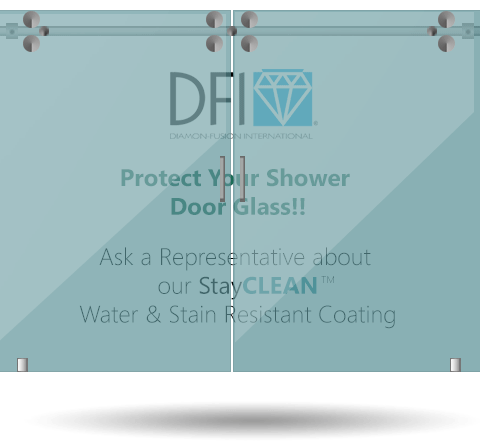 DFI
DIAMON-FUSION INTERNATIONAL
Protect Your Shower
Door Glass!!
Ask a Representative about
our StayCLEAN™
Water & Stain Resistant Coating